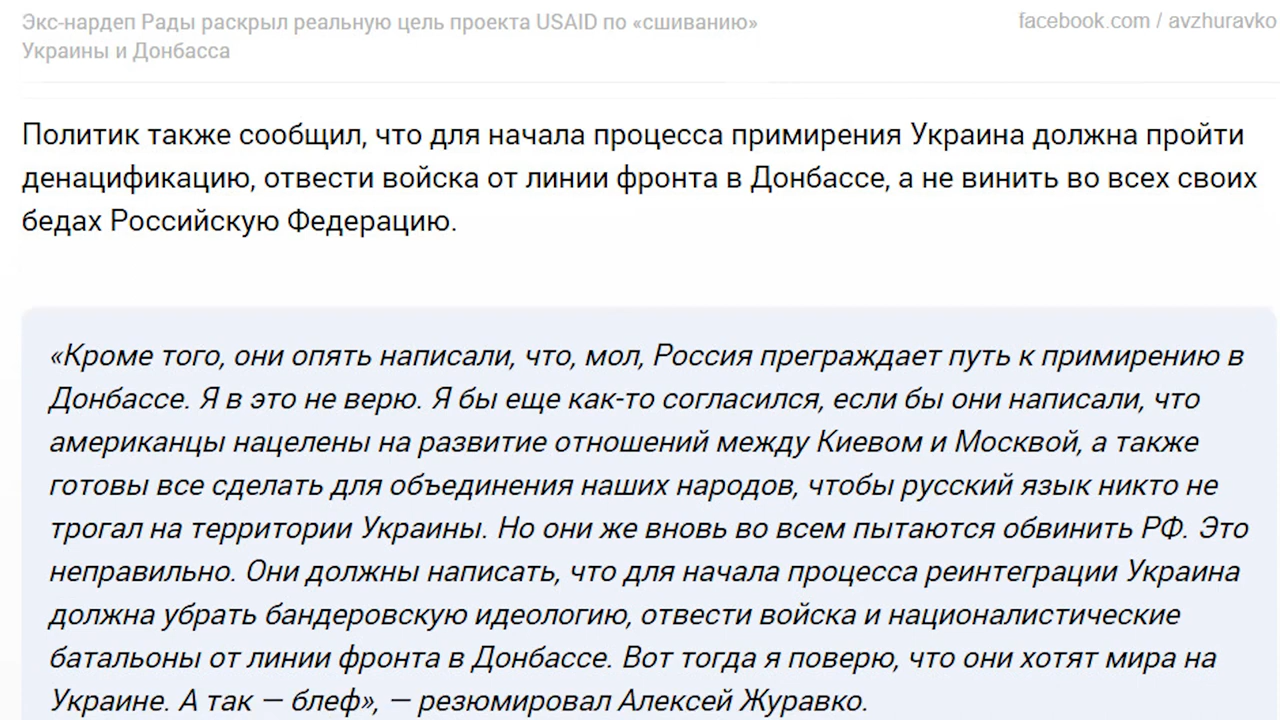 Экс-нардеп Рады раскрыл реальную цель проекта USAID по «сшиванию»
Украины и Донбасса
facebook.com / avzhuravko
Политик также сообщил, что для начала процесса примирения Украина должна пройти
денацификацию, отвести войска от линии фронта в Донбассе, а не винить во всех своих
бедах Российскую Федерацию.
«Кроме того, они опять написали, что, мол, Россия преграждает путь к примирению в
Донбассе. Я в это не верю. Я бы еще как-то согласился, если бы они написали, что
американцы нацелены на развитие отношений между Киевом и Москвой, а также
готовы все сделать для объединения наших народов, чтобы русский язык никто не
трогал на территории Украины. Но они же вновь во всем пытаются обвинить РФ. Это
неправильно. Они должны написать, что для начала процесса реинтеграции Украина
должна убрать бандеровскую идеологию, отвести войска и националистические
батальоны от линии фронта в Донбассе. Вот тогда я поверю, что они хотят мира на
Украине. А так — блеф», — резюмировал Алексей Журавко.